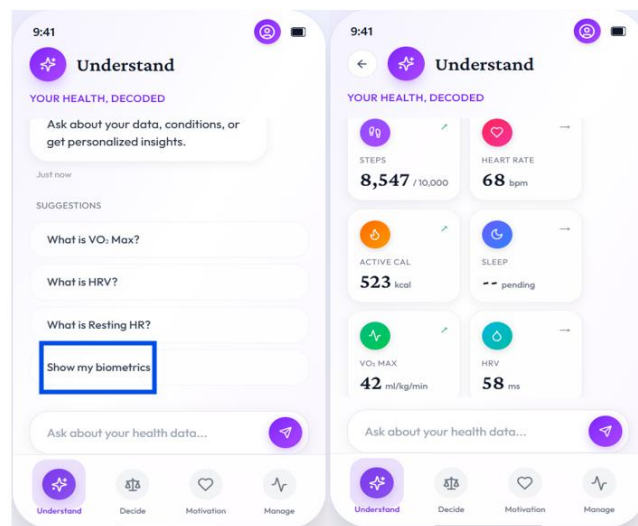 9:41
Understand
YOUR HEALTH, DECODED
Ask about your data, conditions, or
get personalized insights.
Just now
SUGGESTIONS
What is VO₂ Max?
What is HRV?
What is Resting HR?
Show my biometrics
Ask about your health data...
Understand
Decide
Motivation
Manage
9:41
Understand
YOUR HEALTH, DECODED
STEPS
8,547 / 10,000
HEART RATE
68 bpm
ACTIVE CAL
523 kcal
SLEEP
-- pending
VO₂ MAX
42 ml/kg/min
HRV
58 ms
Ask about your health data...
Understand
Decide
Motivation
Manage